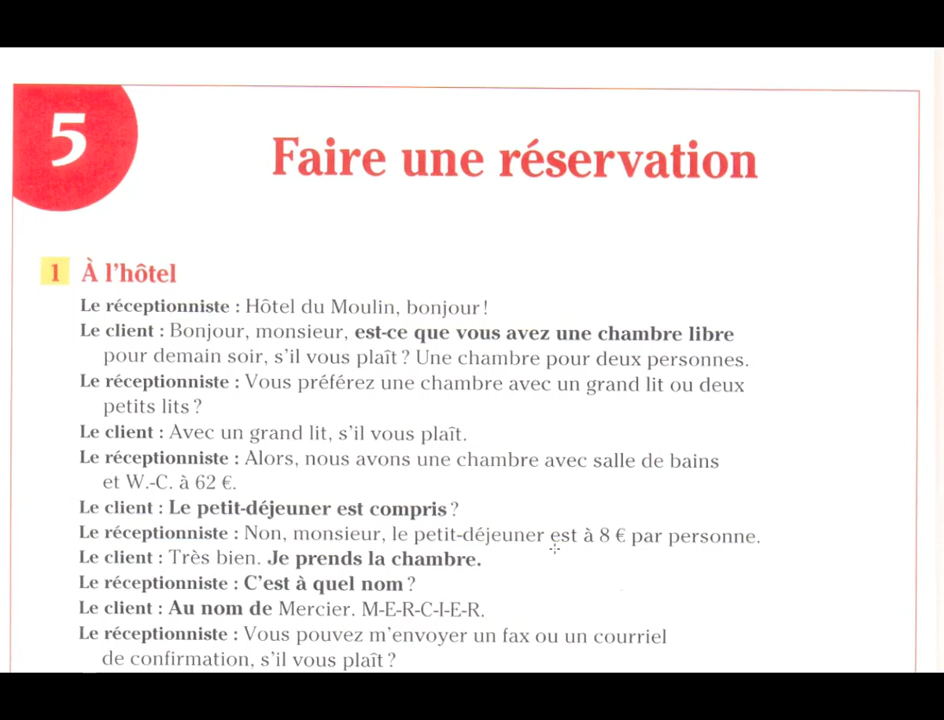 5
Faire une réservation
1 À l'hôtel
Le réceptionniste : Hôtel du Moulin, bonjour !
Le client : Bonjour, monsieur, est-ce que vous avez une chambre libre
pour demain soir, s'il vous plaît ? Une chambre pour deux personnes.
Le réceptionniste : Vous préférez une chambre avec un grand lit ou deux
petits lits ?
Le client : Avec un grand lit, s'il vous plaît.
Le réceptionniste : Alors, nous avons une chambre avec salle de bains
et W.-C. à 62 €.
Le client : Le petit-déjeuner est compris ?
Le réceptionniste : Non, monsieur, le petit-déjeuner est à 8 € par personne.
Le client : Très bien. Je prends la chambre.
Le réceptionniste : C'est à quel nom ?
Le client : Au nom de Mercier. M-E-R-C-I-E-R.
Le réceptionniste : Vous pouvez m'envoyer un fax ou un courriel
de confirmation, s'il vous plaît ?